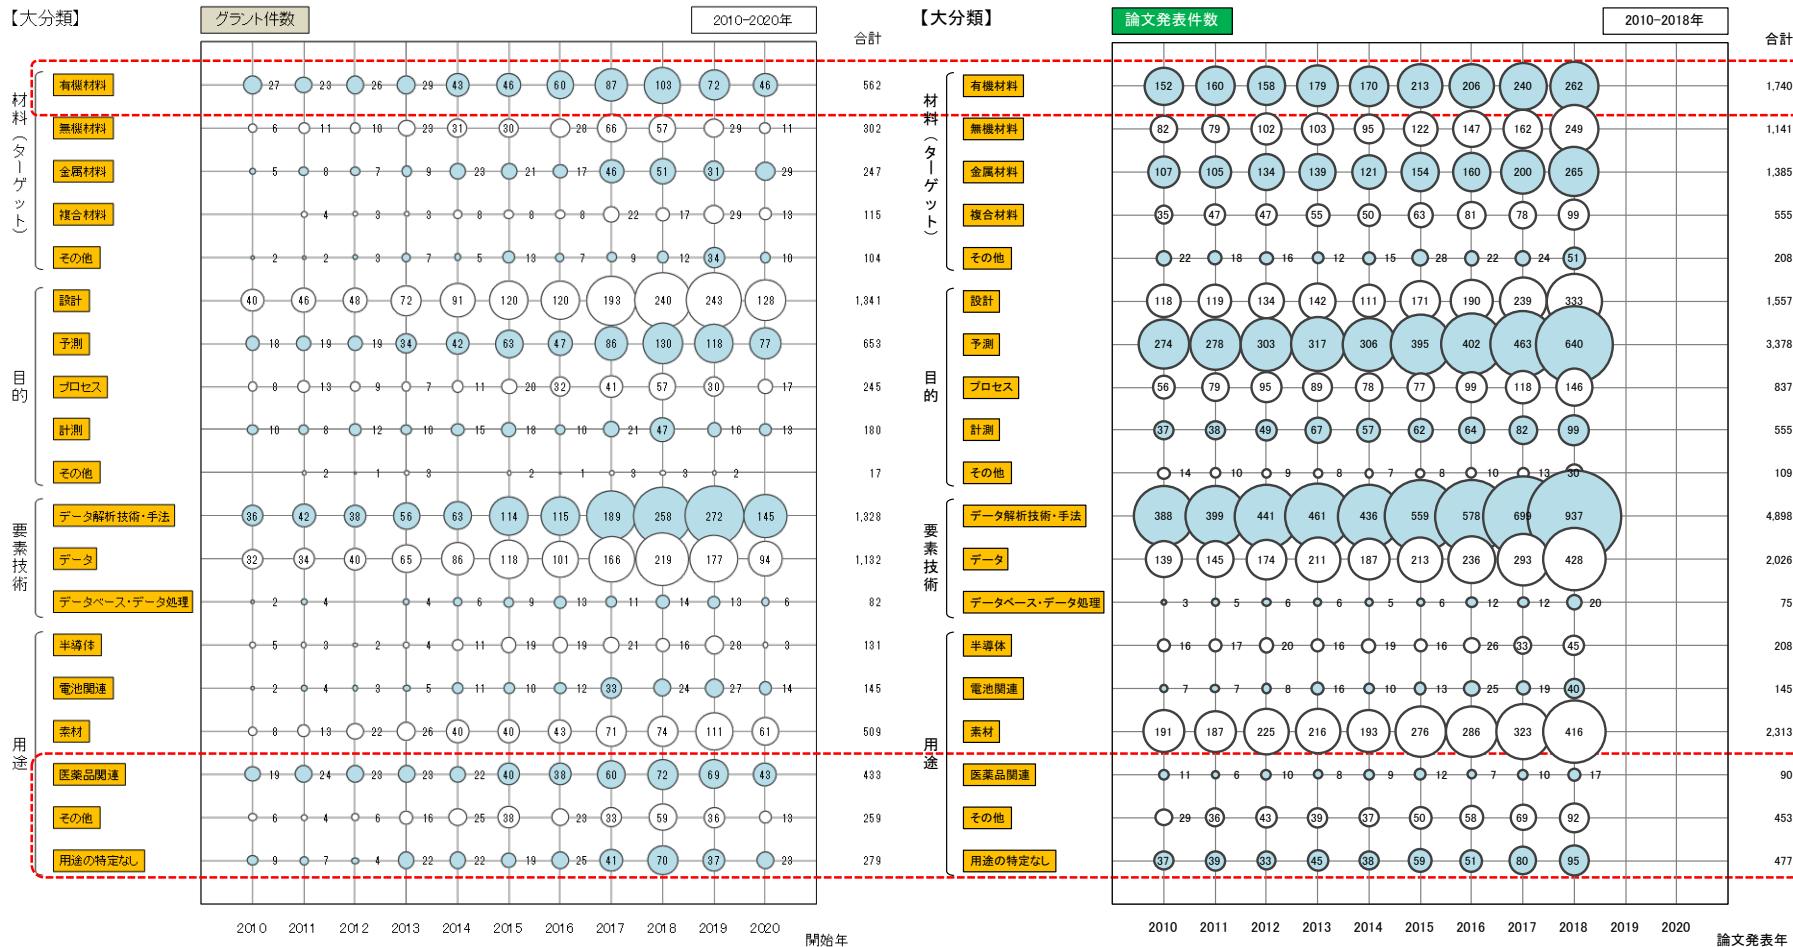 【大分類】 グラント件数 2010-2020年
合計
材料（ターゲット）
有機材料 27 23 26 29 43 46 60 87 103 72 46 562
無機材料 6 11 10 23 31 30 28 66 57 29 11 302
金属材料 5 8 7 9 23 21 17 46 51 31 29 247
複合材料 4 3 3 8 8 8 22 17 29 13 115
その他 2 2 3 7 5 13 7 9 12 34 10 104
目的
設計 40 46 48 72 91 120 120 193 240 243 128 1,341
予測 18 19 19 34 42 63 47 86 130 118 77 653
プロセス 8 13 9 7 11 20 32 41 57 30 17 245
計測 10 8 12 10 15 18 10 21 47 16 13 180
その他 2 1 3 2 1 3 3 2 17
要素技術
データ解析技術・手法 36 42 38 56 63 114 115 189 258 272 145 1,328
データ 32 34 40 65 86 118 101 166 219 177 94 1,132
データベース・データ処理 2 4 4 6 9 13 11 14 13 6 82
用途
半導体 5 3 2 4 11 19 19 21 16 28 3 131
電池関連 2 4 3 5 11 10 12 33 24 27 14 145
素材 8 13 22 26 40 40 43 71 74 111 61 509
医薬品関連 19 24 23 23 22 40 38 60 72 69 43 433
その他 6 4 6 16 25 38 23 33 59 36 13 259
用途の特定なし 9 7 4 22 22 19 25 41 70 37 23 279
2010 2011 2012 2013 2014 2015 2016 2017 2018 2019 2020
開始年
【大分類】 論文発表件数 2010-2018年
合計
材料（ターゲット）
有機材料 152 160 158 179 170 213 206 240 262 1,740
無機材料 82 79 102 103 95 122 147 162 249 1,141
金属材料 107 105 134 139 121 154 160 200 265 1,385
複合材料 35 47 47 55 50 63 81 78 99 555
その他 22 18 16 12 15 28 22 24 51 208
目的
設計 118 119 134 142 111 171 190 239 333 1,557
予測 274 278 303 317 306 395 402 463 640 3,378
プロセス 56 79 95 89 78 77 99 118 146 837
計測 37 38 49 67 57 62 64 82 99 555
その他 14 10 9 8 7 8 10 13 30 109
要素技術
データ解析技術・手法 388 399 441 461 436 559 578 699 937 4,898
データ 139 145 174 211 187 213 236 293 428 2,026
データベース・データ処理 3 5 6 6 5 6 12 12 20 75
用途
半導体 16 17 20 16 19 16 26 33 45 208
電池関連 7 7 8 16 10 13 25 19 40 145
素材 191 187 225 216 193 276 286 323 416 2,313
医薬品関連 11 6 10 8 9 12 7 10 17 90
その他 29 36 43 39 37 50 58 69 92 453
用途の特定なし 37 39 33 45 38 59 51 80 95 477
2010 2011 2012 2013 2014 2015 2016 2017 2018 2019 2020
論文発表年